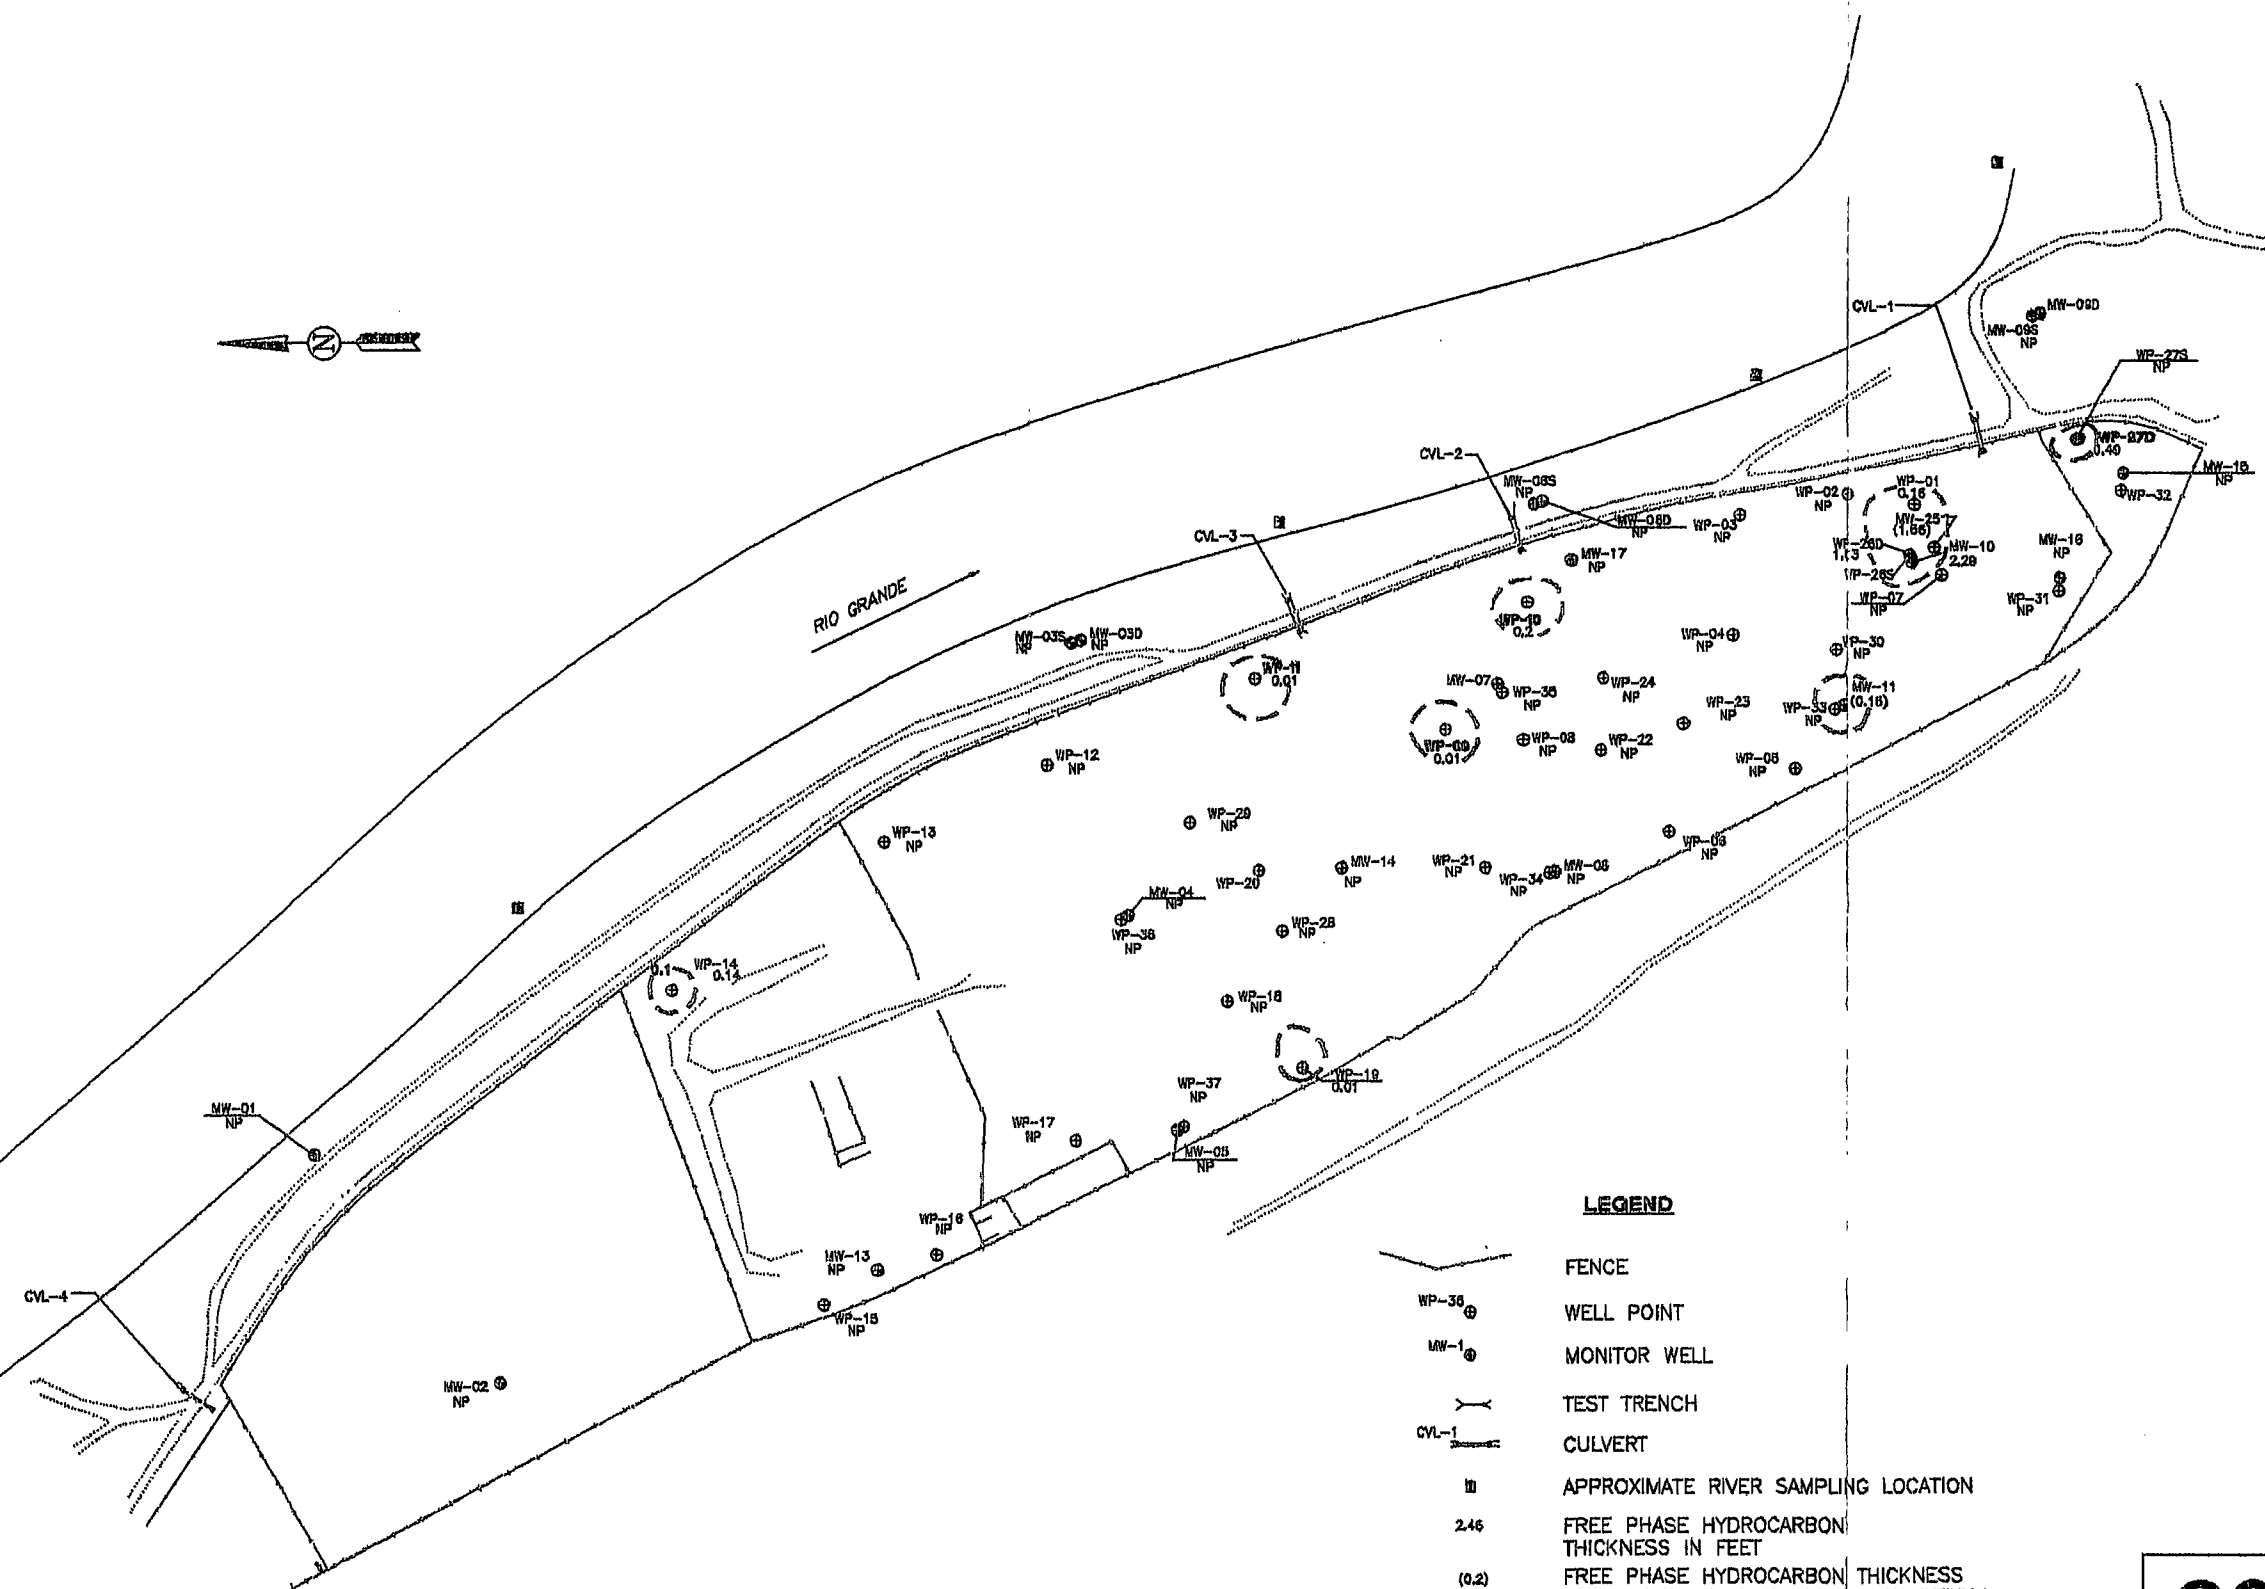 N
CVL-1
MW-09D
MW-09S
NP
WP-27S
NP
WP-27D
0.40
MW-15
NP
WP-32
CVL-2
MW-06S
NP
MW-06D
NP
WP-03
NP
WP-02
NP
WP-01
0.16
MW-25
(1.66)
WP-26D
1.13
MW-10
2.29
WP-26S
WP-07
NP
MW-16
NP
WP-31
NP
CVL-3
MW-17
NP
RIO GRANDE
WP-10
0.2
MW-03S
NP
MW-03D
NP
WP-11
0.01
WP-04
NP
WP-30
NP
MW-07
WP-35
NP
WP-24
NP
MW-11
(0.16)
WP-33
NP
WP-23
NP
WP-09
0.01
WP-08
NP
WP-22
NP
WP-05
NP
WP-12
NP
WP-13
NP
WP-29
NP
WP-06
NP
WP-20
MW-14
NP
WP-21
NP
WP-34
NP
MW-08
NP
MW-04
NP
WP-36
NP
WP-28
NP
0.1
WP-14
0.14
WP-18
NP
WP-19
0.01
WP-37
NP
MW-05
NP
WP-17
NP
MW-01
NP
WP-16
NP
MW-13
NP
WP-15
NP
CVL-4
MW-02
NP
LEGEND
FENCE
WP-36
WELL POINT
MW-1
MONITOR WELL
TEST TRENCH
CVL-1
CULVERT
APPROXIMATE RIVER SAMPLING LOCATION
2.46
FREE PHASE HYDROCARBON
THICKNESS IN FEET
(0.2)
FREE PHASE HYDROCARBON THICKNESS